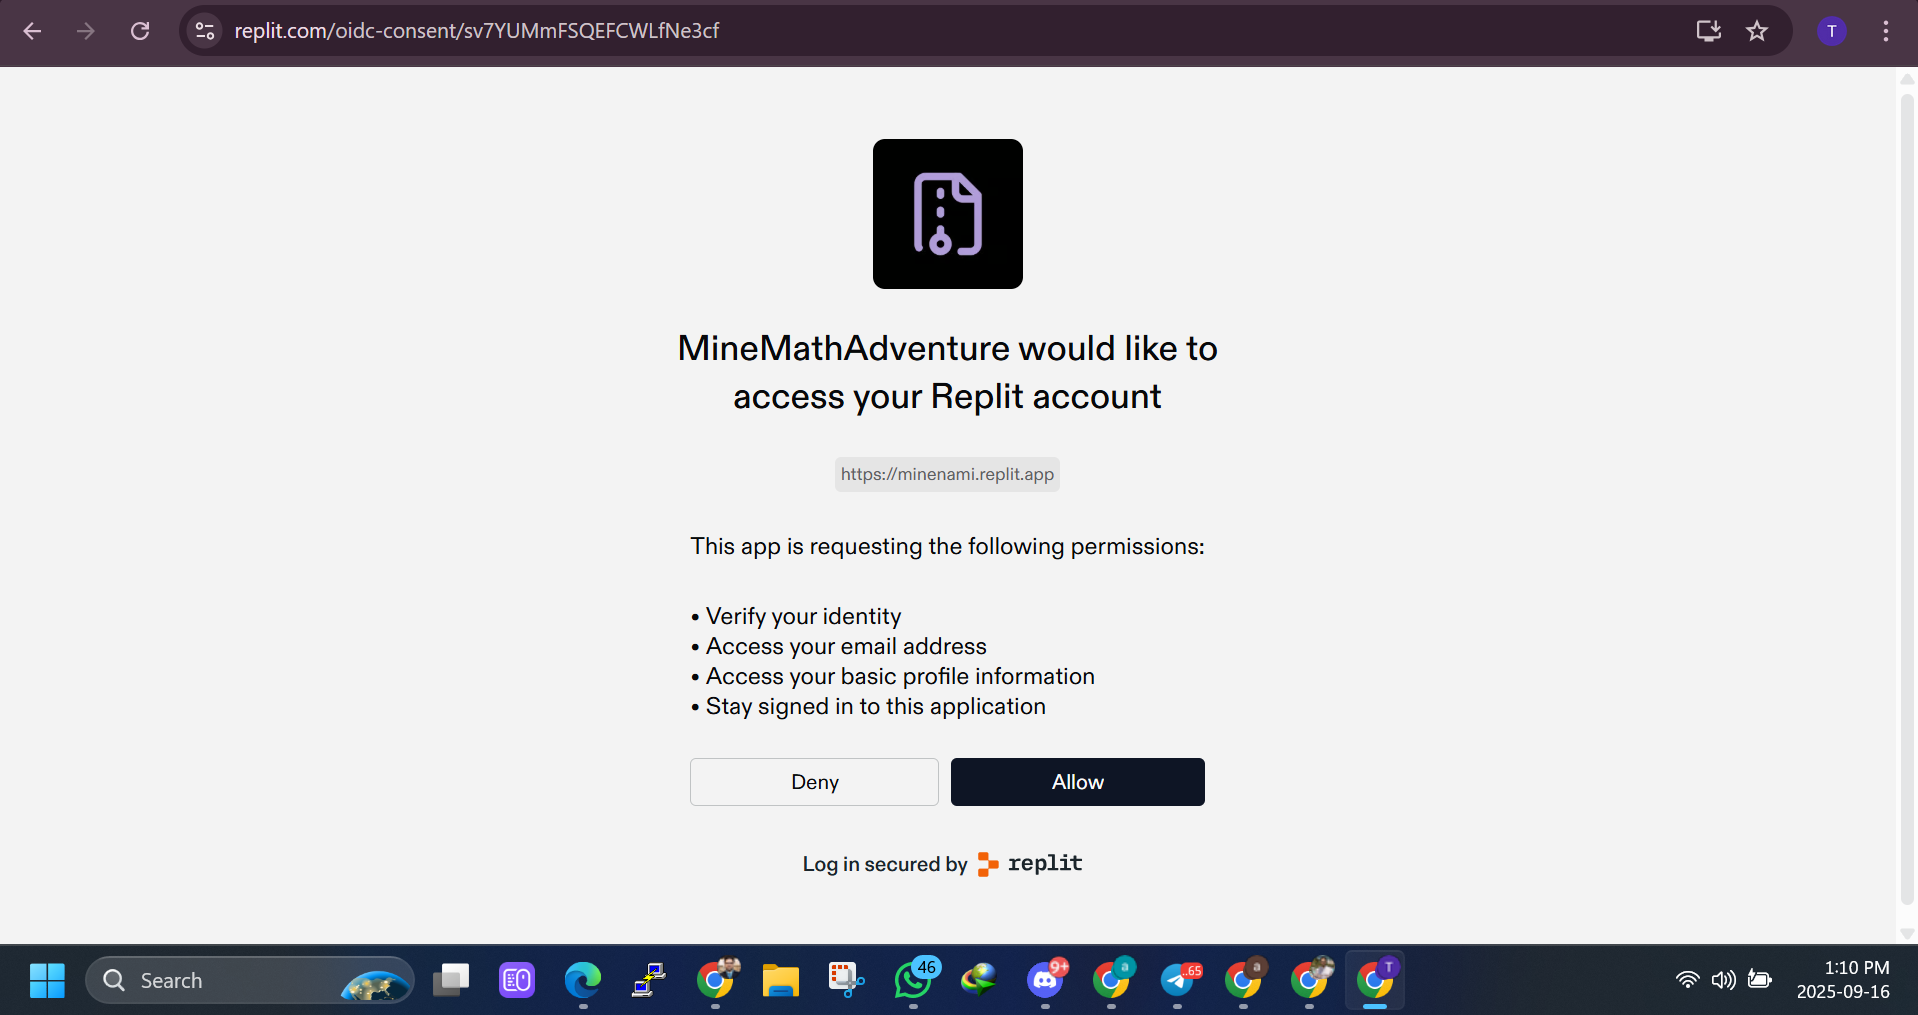 replit.com/oidc-consent/sv7YUMmFSQEFCWLfNe3cf
T
MineMathAdventure would like to
access your Replit account
https://minenami.replit.app
This app is requesting the following permissions:
• Verify your identity
• Access your email address
• Access your basic profile information
• Stay signed in to this application
Deny
Allow
Log in secured by replit
Search
46
9+
a
..65
a
T
1:10 PM
2025-09-16